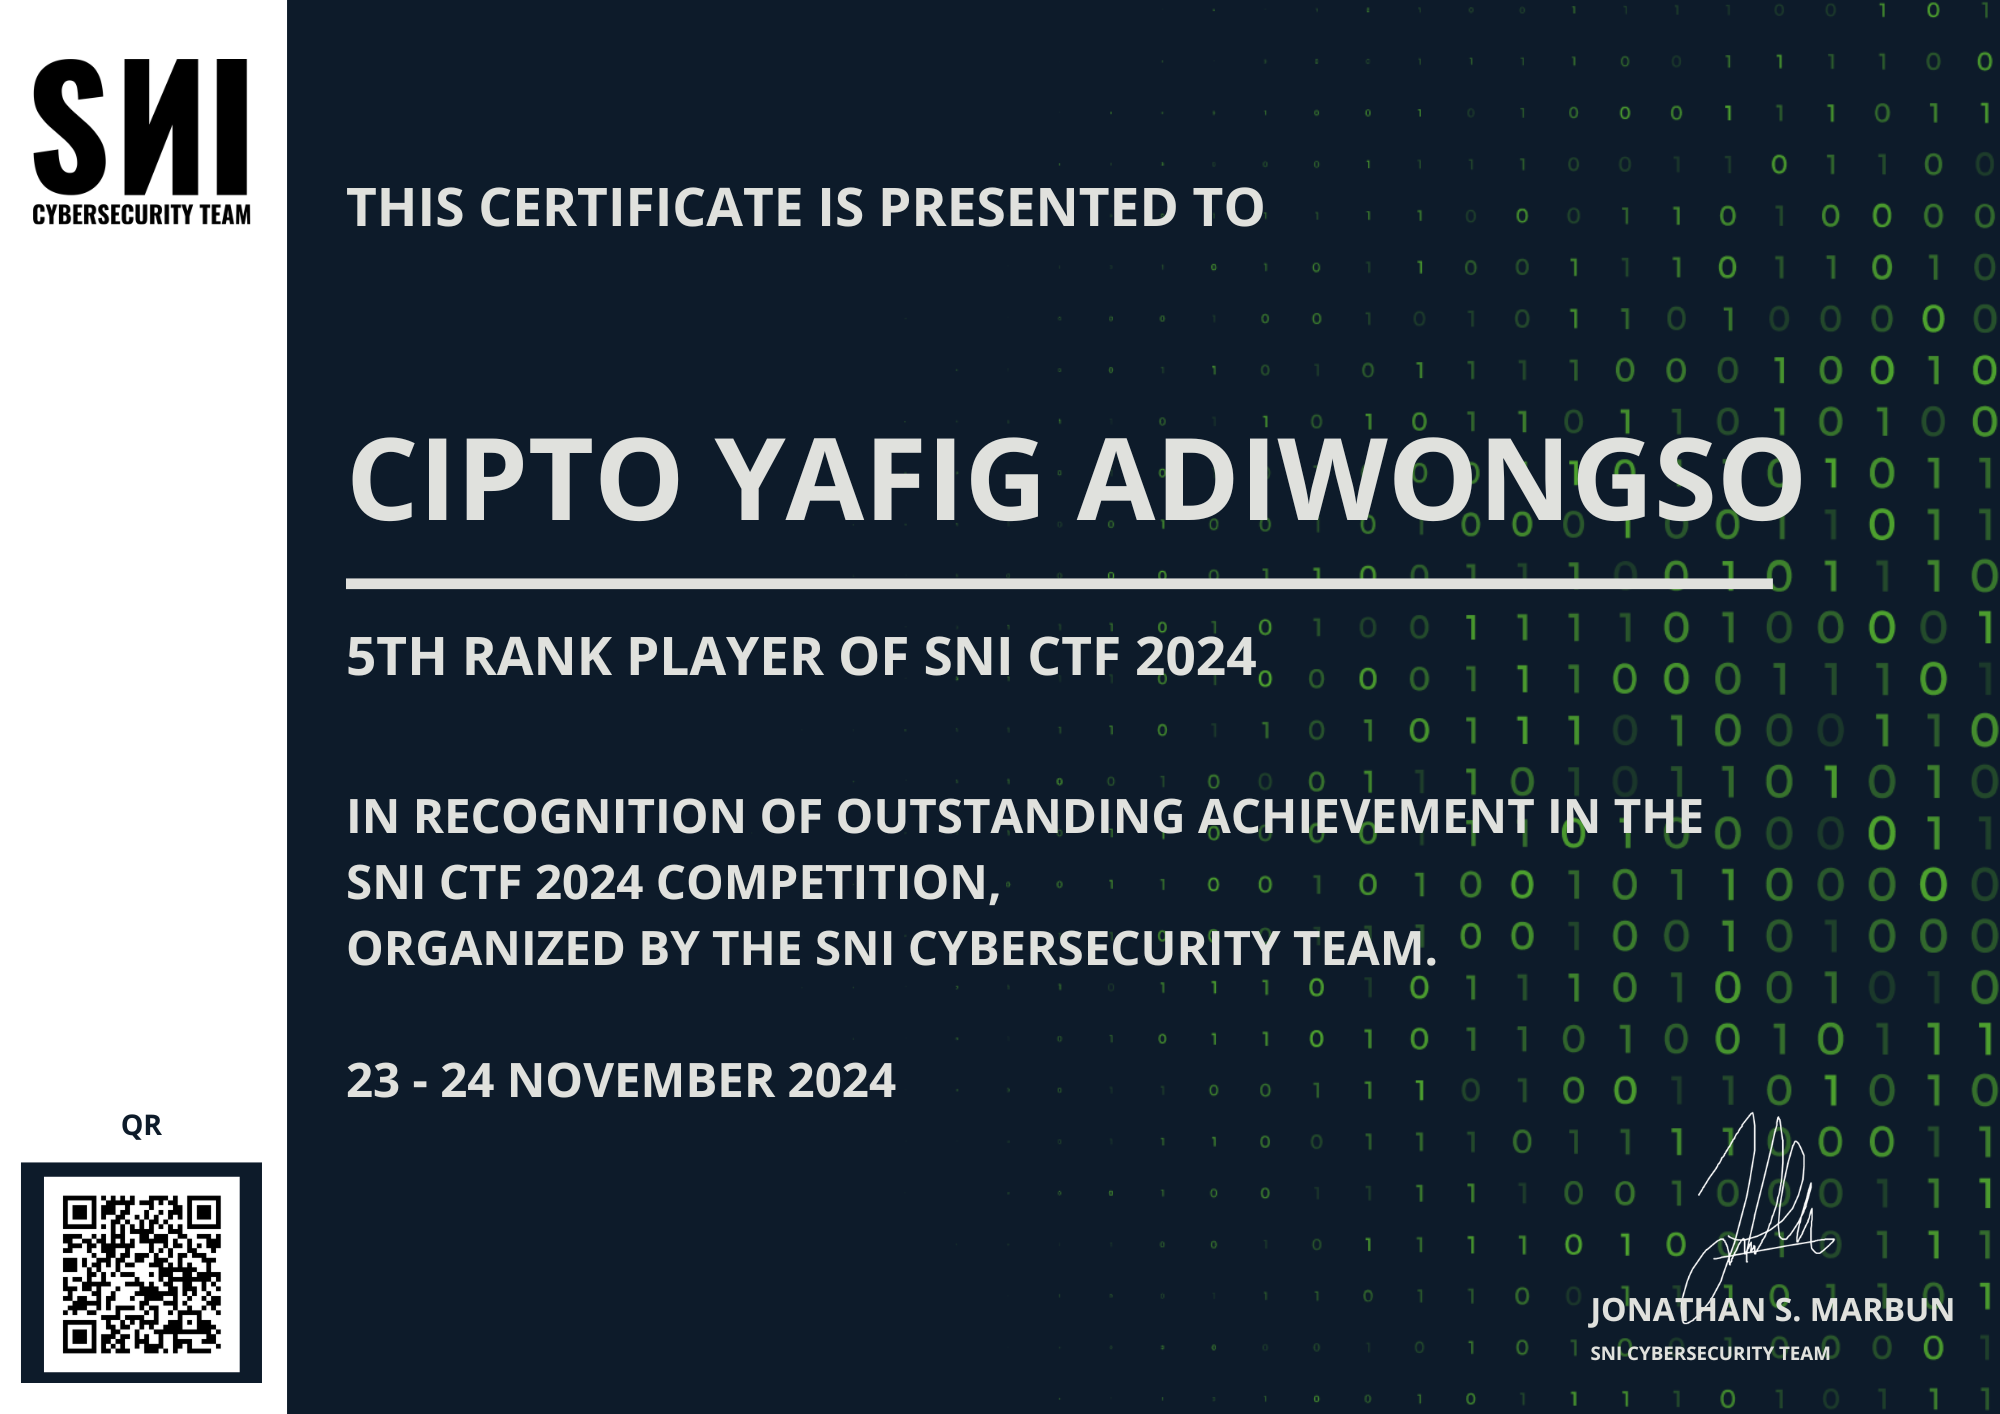 SNI
CYBERSECURITY TEAM
THIS CERTIFICATE IS PRESENTED TO
CIPTO YAFIG ADIWONGSO
5TH RANK PLAYER OF SNI CTF 2024
IN RECOGNITION OF OUTSTANDING ACHIEVEMENT IN THE
SNI CTF 2024 COMPETITION,
ORGANIZED BY THE SNI CYBERSECURITY TEAM.
23 - 24 NOVEMBER 2024
QR
JONATHAN S. MARBUN
SNI CYBERSECURITY TEAM